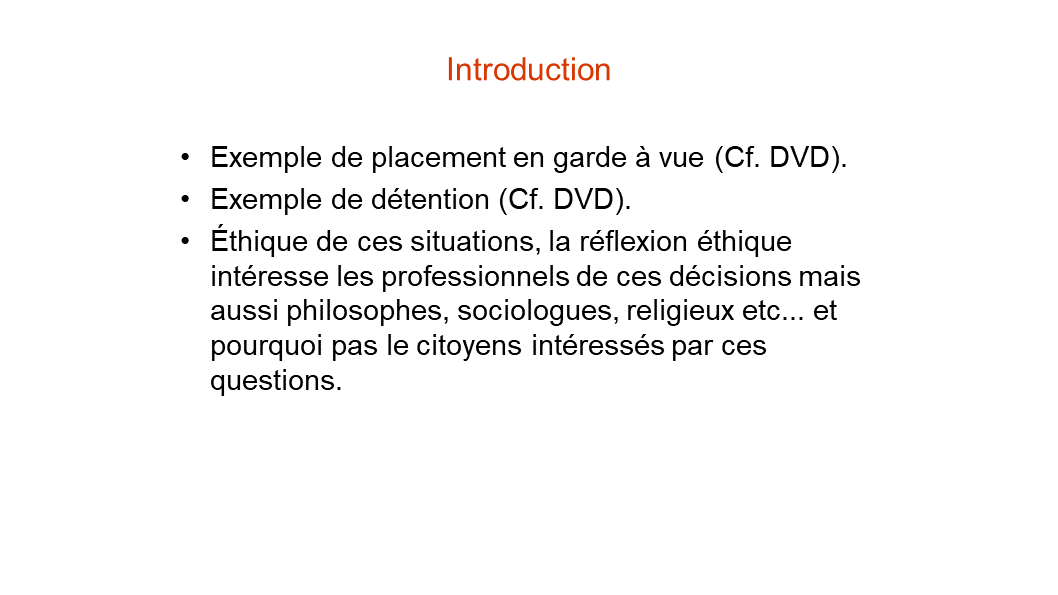 Introduction
• Exemple de placement en garde à vue (Cf. DVD).
• Exemple de détention (Cf. DVD).
• Éthique de ces situations, la réflexion éthique
intéresse les professionnels de ces décisions mais
aussi philosophes, sociologues, religieux etc... et
pourquoi pas le citoyens intéressés par ces
questions.